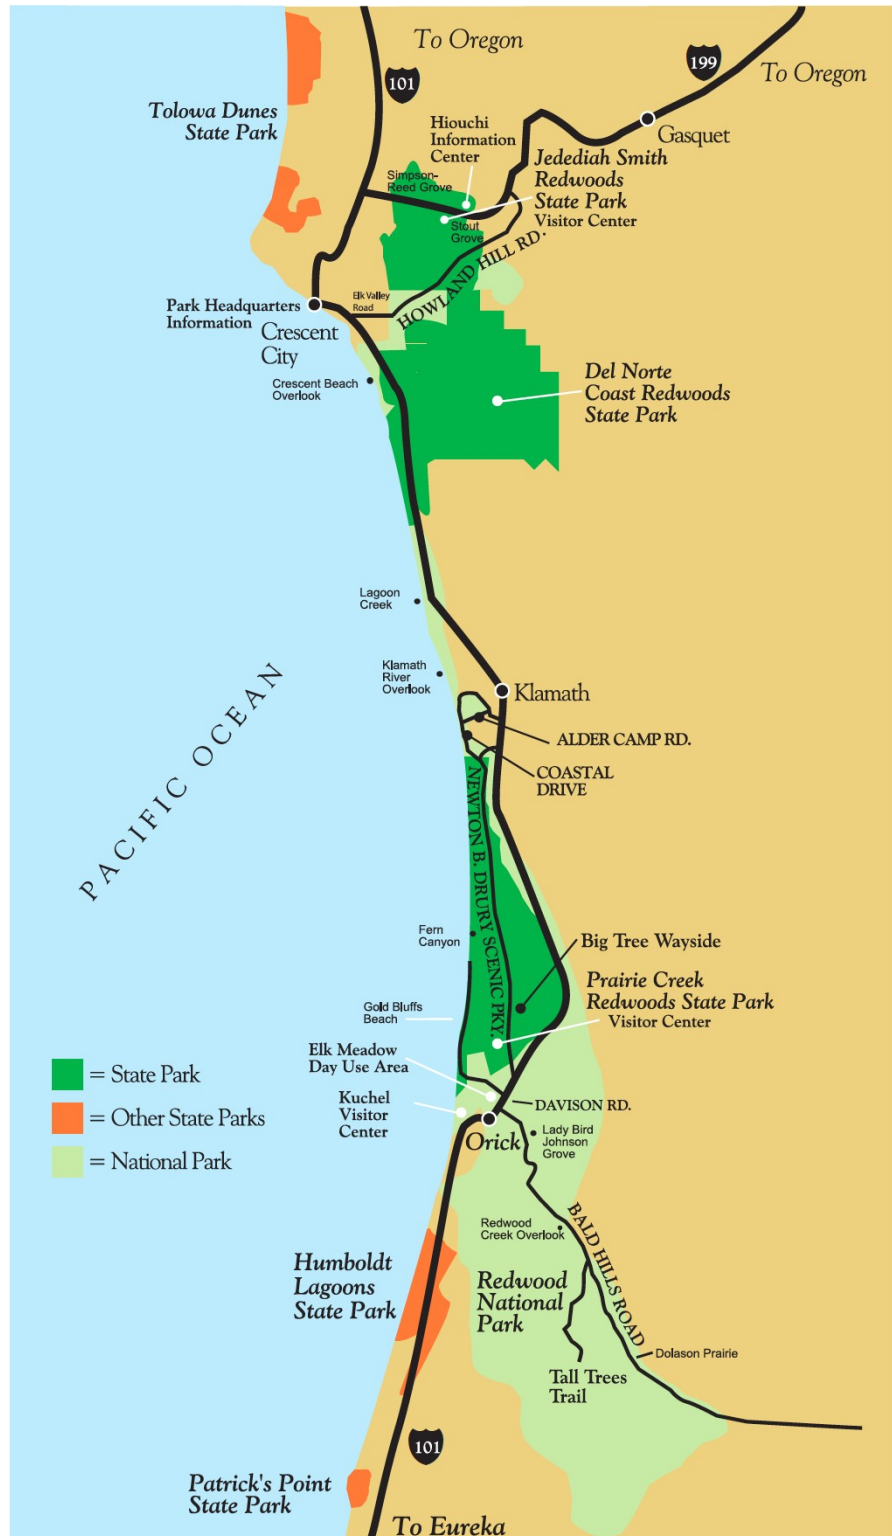 To Oregon
199
101
To Oregon
Tolowa Dunes
State Park
Gasquet
Hiouchi
Information
Center
Jedediah Smith
Redwoods
State Park
Visitor Center
Simpson-
Reed Grove
Stout
Grove
HOWLAND HILL RD.
Elk Valley
Road
Park Headquarters
Information
Crescent
City
Crescent Beach
Overlook
Del Norte
Coast Redwoods
State Park
Lagoon
Creek
Klamath
River
Overlook
Klamath
PACIFIC OCEAN
ALDER CAMP RD.
COASTAL
DRIVE
NEWTON B. DRURY SCENIC PKY.
Fern
Canyon
Big Tree Wayside
Prairie Creek
Redwoods State Park
Visitor Center
Gold Bluffs
Beach
Elk Meadow
Day Use Area
= State Park
= Other State Parks
= National Park
Kuchel
Visitor
Center
DAVISON RD.
Orick
Lady Bird
Johnson
Grove
Redwood
Creek Overlook
BALD HILLS ROAD
Humboldt
Lagoons
State Park
Redwood
National
Park
Dolason Prairie
Tall Trees
Trail
101
Patrick's Point
State Park
To Eureka